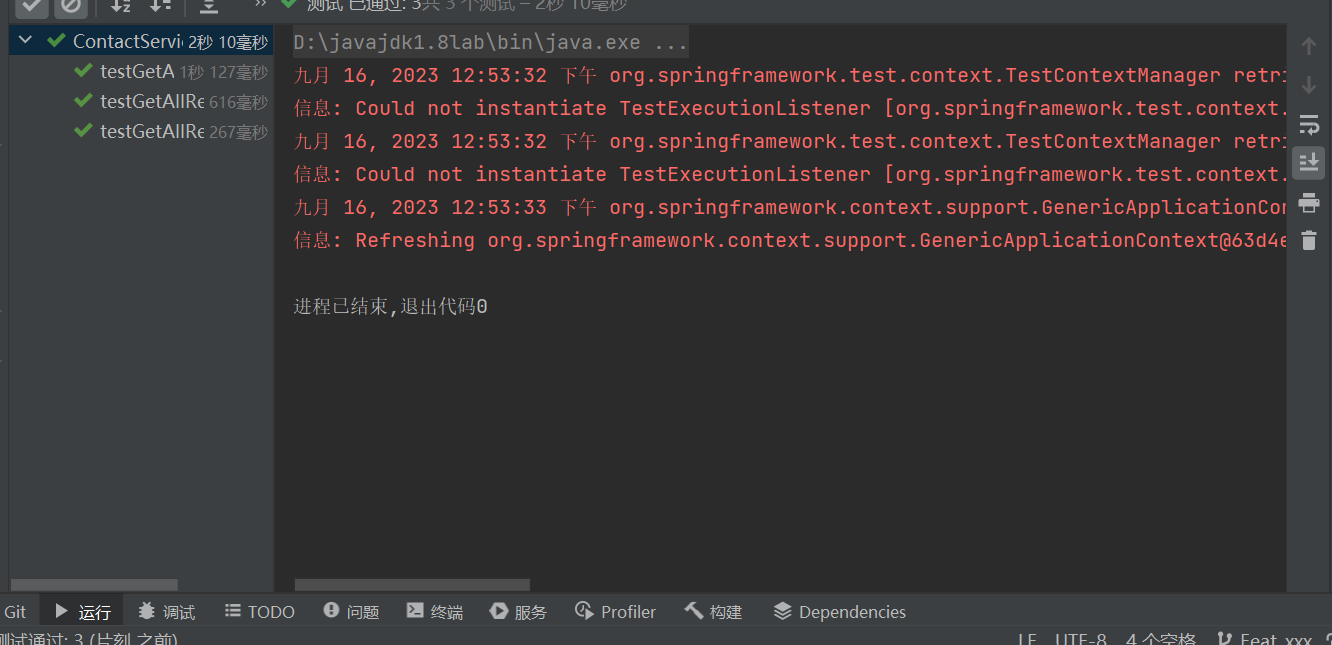 测试 已通过: 3共 3 个测试 – 2秒 10毫秒
ContactServi 2秒 10毫秒
D:\javajdk1.8lab\bin\java.exe ...
testGetA 1秒 127毫秒
九月 16, 2023 12:53:32 下午 org.springframework.test.context.TestContextManager retri
testGetAllRe 616毫秒
信息: Could not instantiate TestExecutionListener [org.springframework.test.context.
testGetAllRe 267毫秒
九月 16, 2023 12:53:32 下午 org.springframework.test.context.TestContextManager retri
信息: Could not instantiate TestExecutionListener [org.springframework.test.context.
九月 16, 2023 12:53:33 下午 org.springframework.context.support.GenericApplicationCon
信息: Refreshing org.springframework.context.support.GenericApplicationContext@63d4e
进程已结束,退出代码0
Git 运行 调试 TODO 问题 终端 服务 Profiler 构建 Dependencies
测试通过: 3 (片刻 之前) LF UTF-8 4 个空格 Feat_xxx